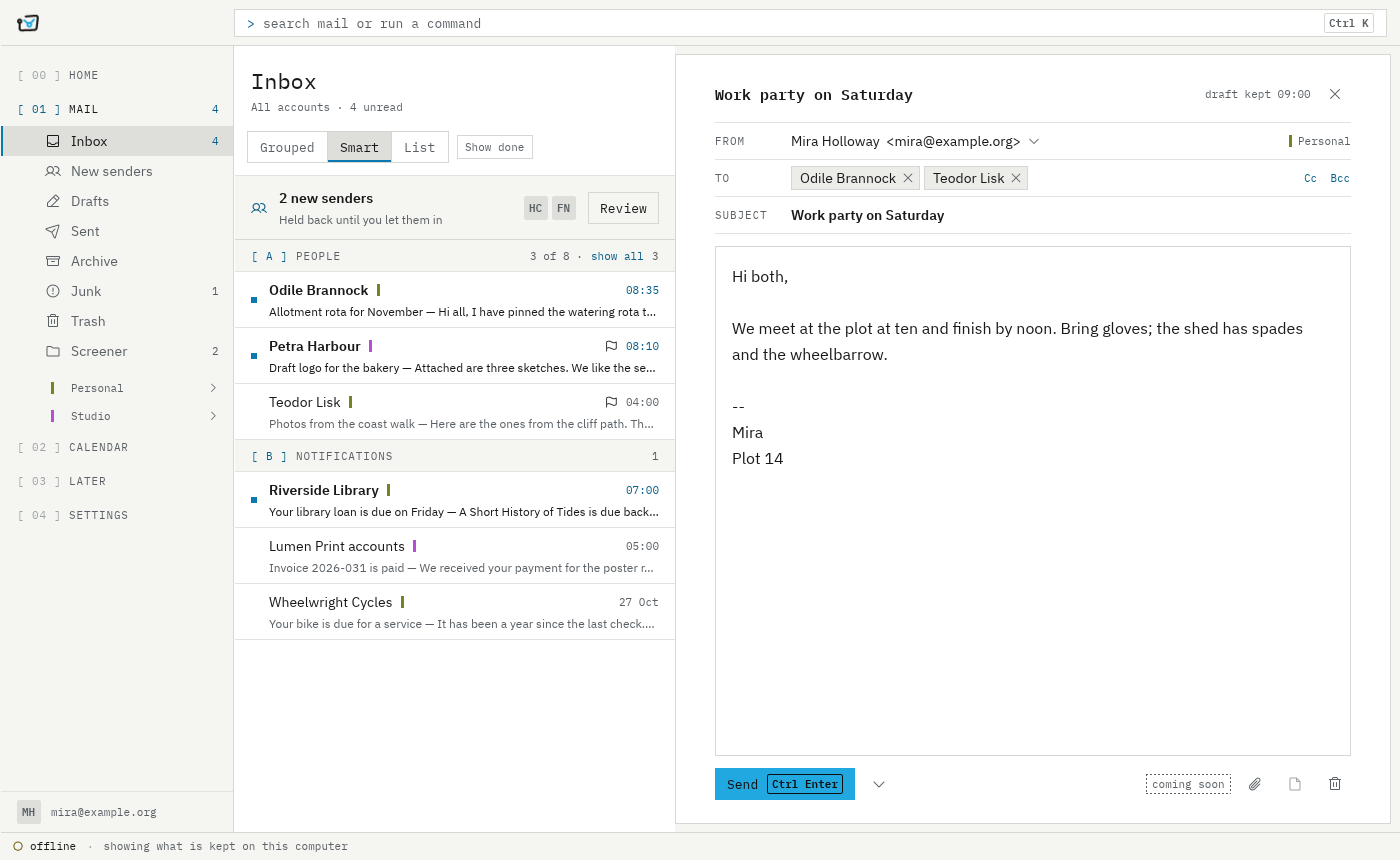 > search mail or run a command Ctrl K
[ 00 ] HOME
[ 01 ] MAIL 4
Inbox 4
New senders
Drafts
Sent
Archive
Junk 1
Trash
Screener 2
Personal
Studio
[ 02 ] CALENDAR
[ 03 ] LATER
[ 04 ] SETTINGS
MH mira@example.org
Inbox
All accounts · 4 unread
Grouped Smart List Show done
2 new senders
Held back until you let them in
HC FN Review
[ A ] PEOPLE 3 of 8 · show all 3
Odile Brannock 08:35
Allotment rota for November — Hi all, I have pinned the watering rota t…
Petra Harbour 08:10
Draft logo for the bakery — Attached are three sketches. We like the se…
Teodor Lisk 04:00
Photos from the coast walk — Here are the ones from the cliff path. Th…
[ B ] NOTIFICATIONS 1
Riverside Library 07:00
Your library loan is due on Friday — A Short History of Tides is due back…
Lumen Print accounts 05:00
Invoice 2026-031 is paid — We received your payment for the poster r…
Wheelwright Cycles 27 Oct
Your bike is due for a service — It has been a year since the last check.…
Work party on Saturday draft kept 09:00
FROM Mira Holloway <mira@example.org> Personal
TO Odile Brannock Teodor Lisk Cc Bcc
SUBJECT Work party on Saturday
Hi both,
We meet at the plot at ten and finish by noon. Bring gloves; the shed has spades
and the wheelbarrow.
--
Mira
Plot 14
Send Ctrl Enter coming soon
offline · showing what is kept on this computer